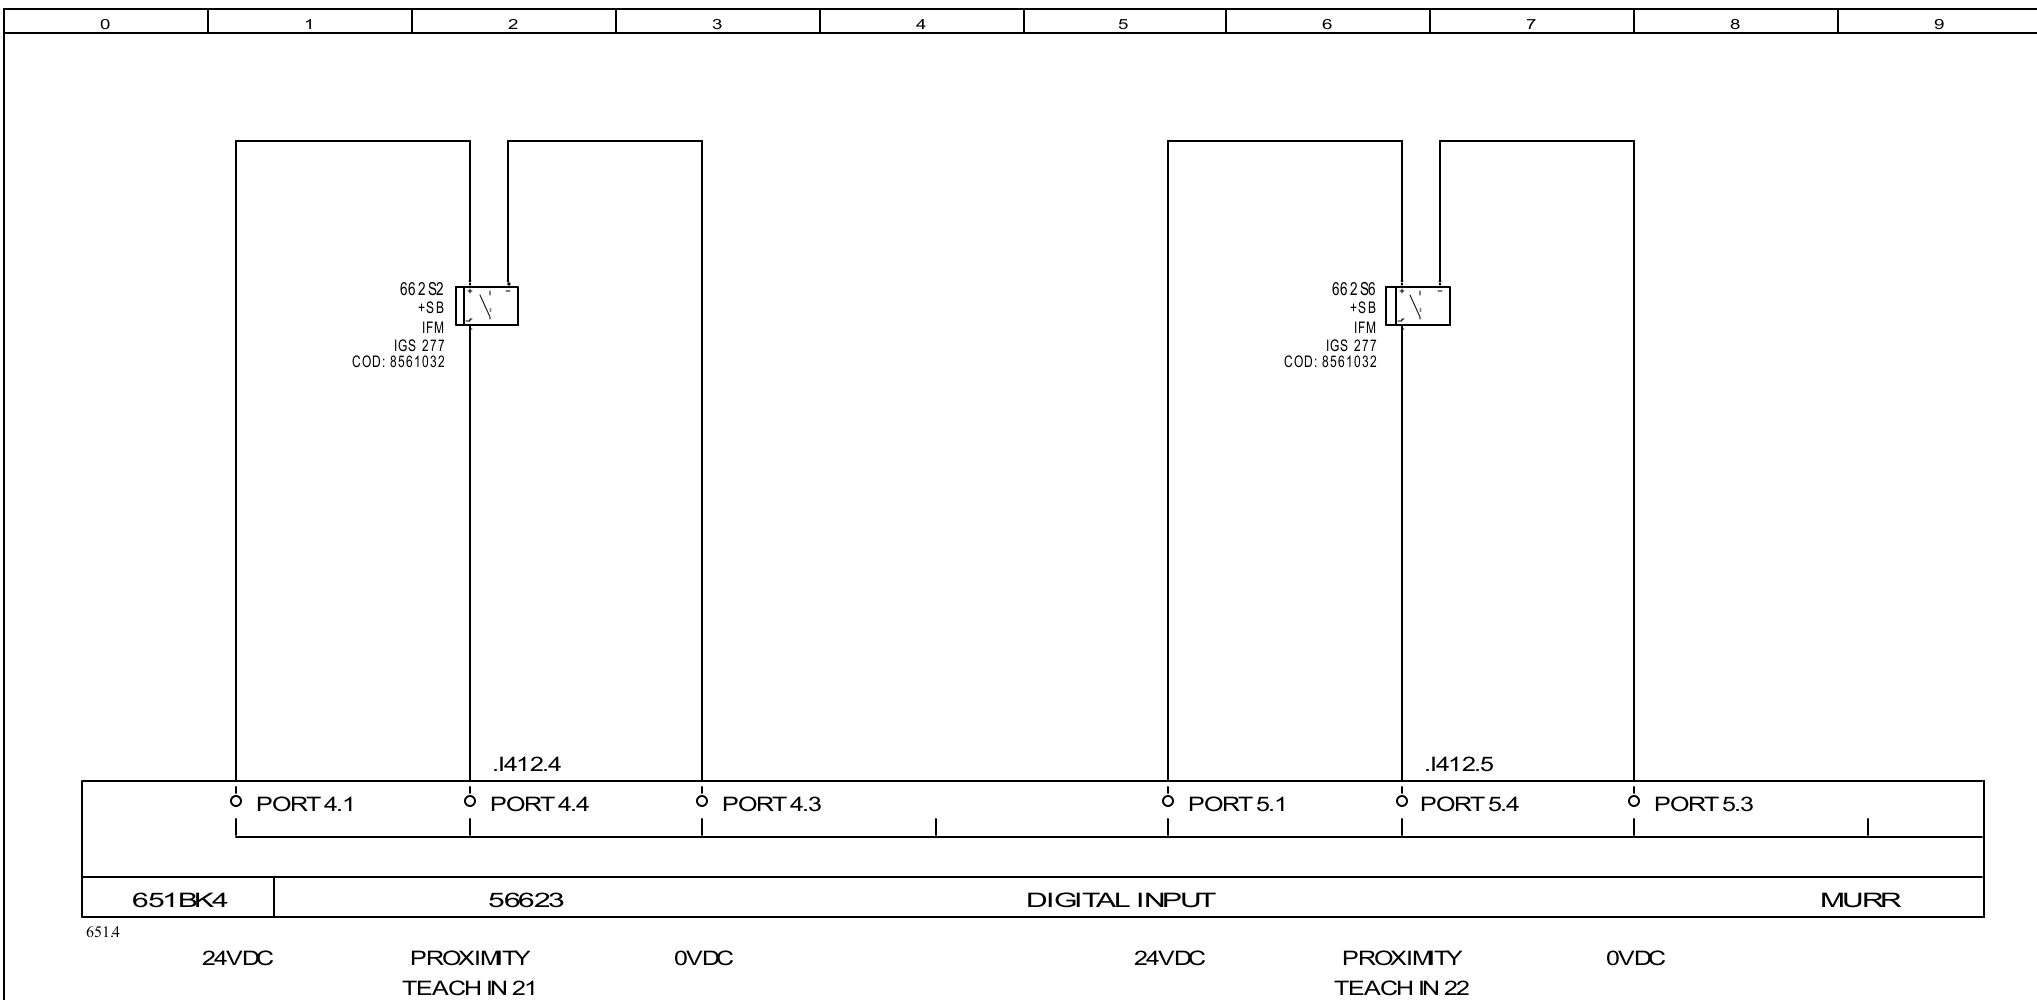 0 1 2 3 4 5 6 7 8 9
662S2
+SB
IFM
IGS 277
COD: 8561032
662S6
+SB
IFM
IGS 277
COD: 8561032
.I412.4 .I412.5
PORT 4.1 PORT 4.4 PORT 4.3 PORT 5.1 PORT 5.4 PORT 5.3
651BK4 56623 DIGITAL INPUT MURR
651.4
24VDC PROXIMITY 0VDC 24VDC PROXIMITY 0VDC
TEACH IN 21 TEACH IN 22